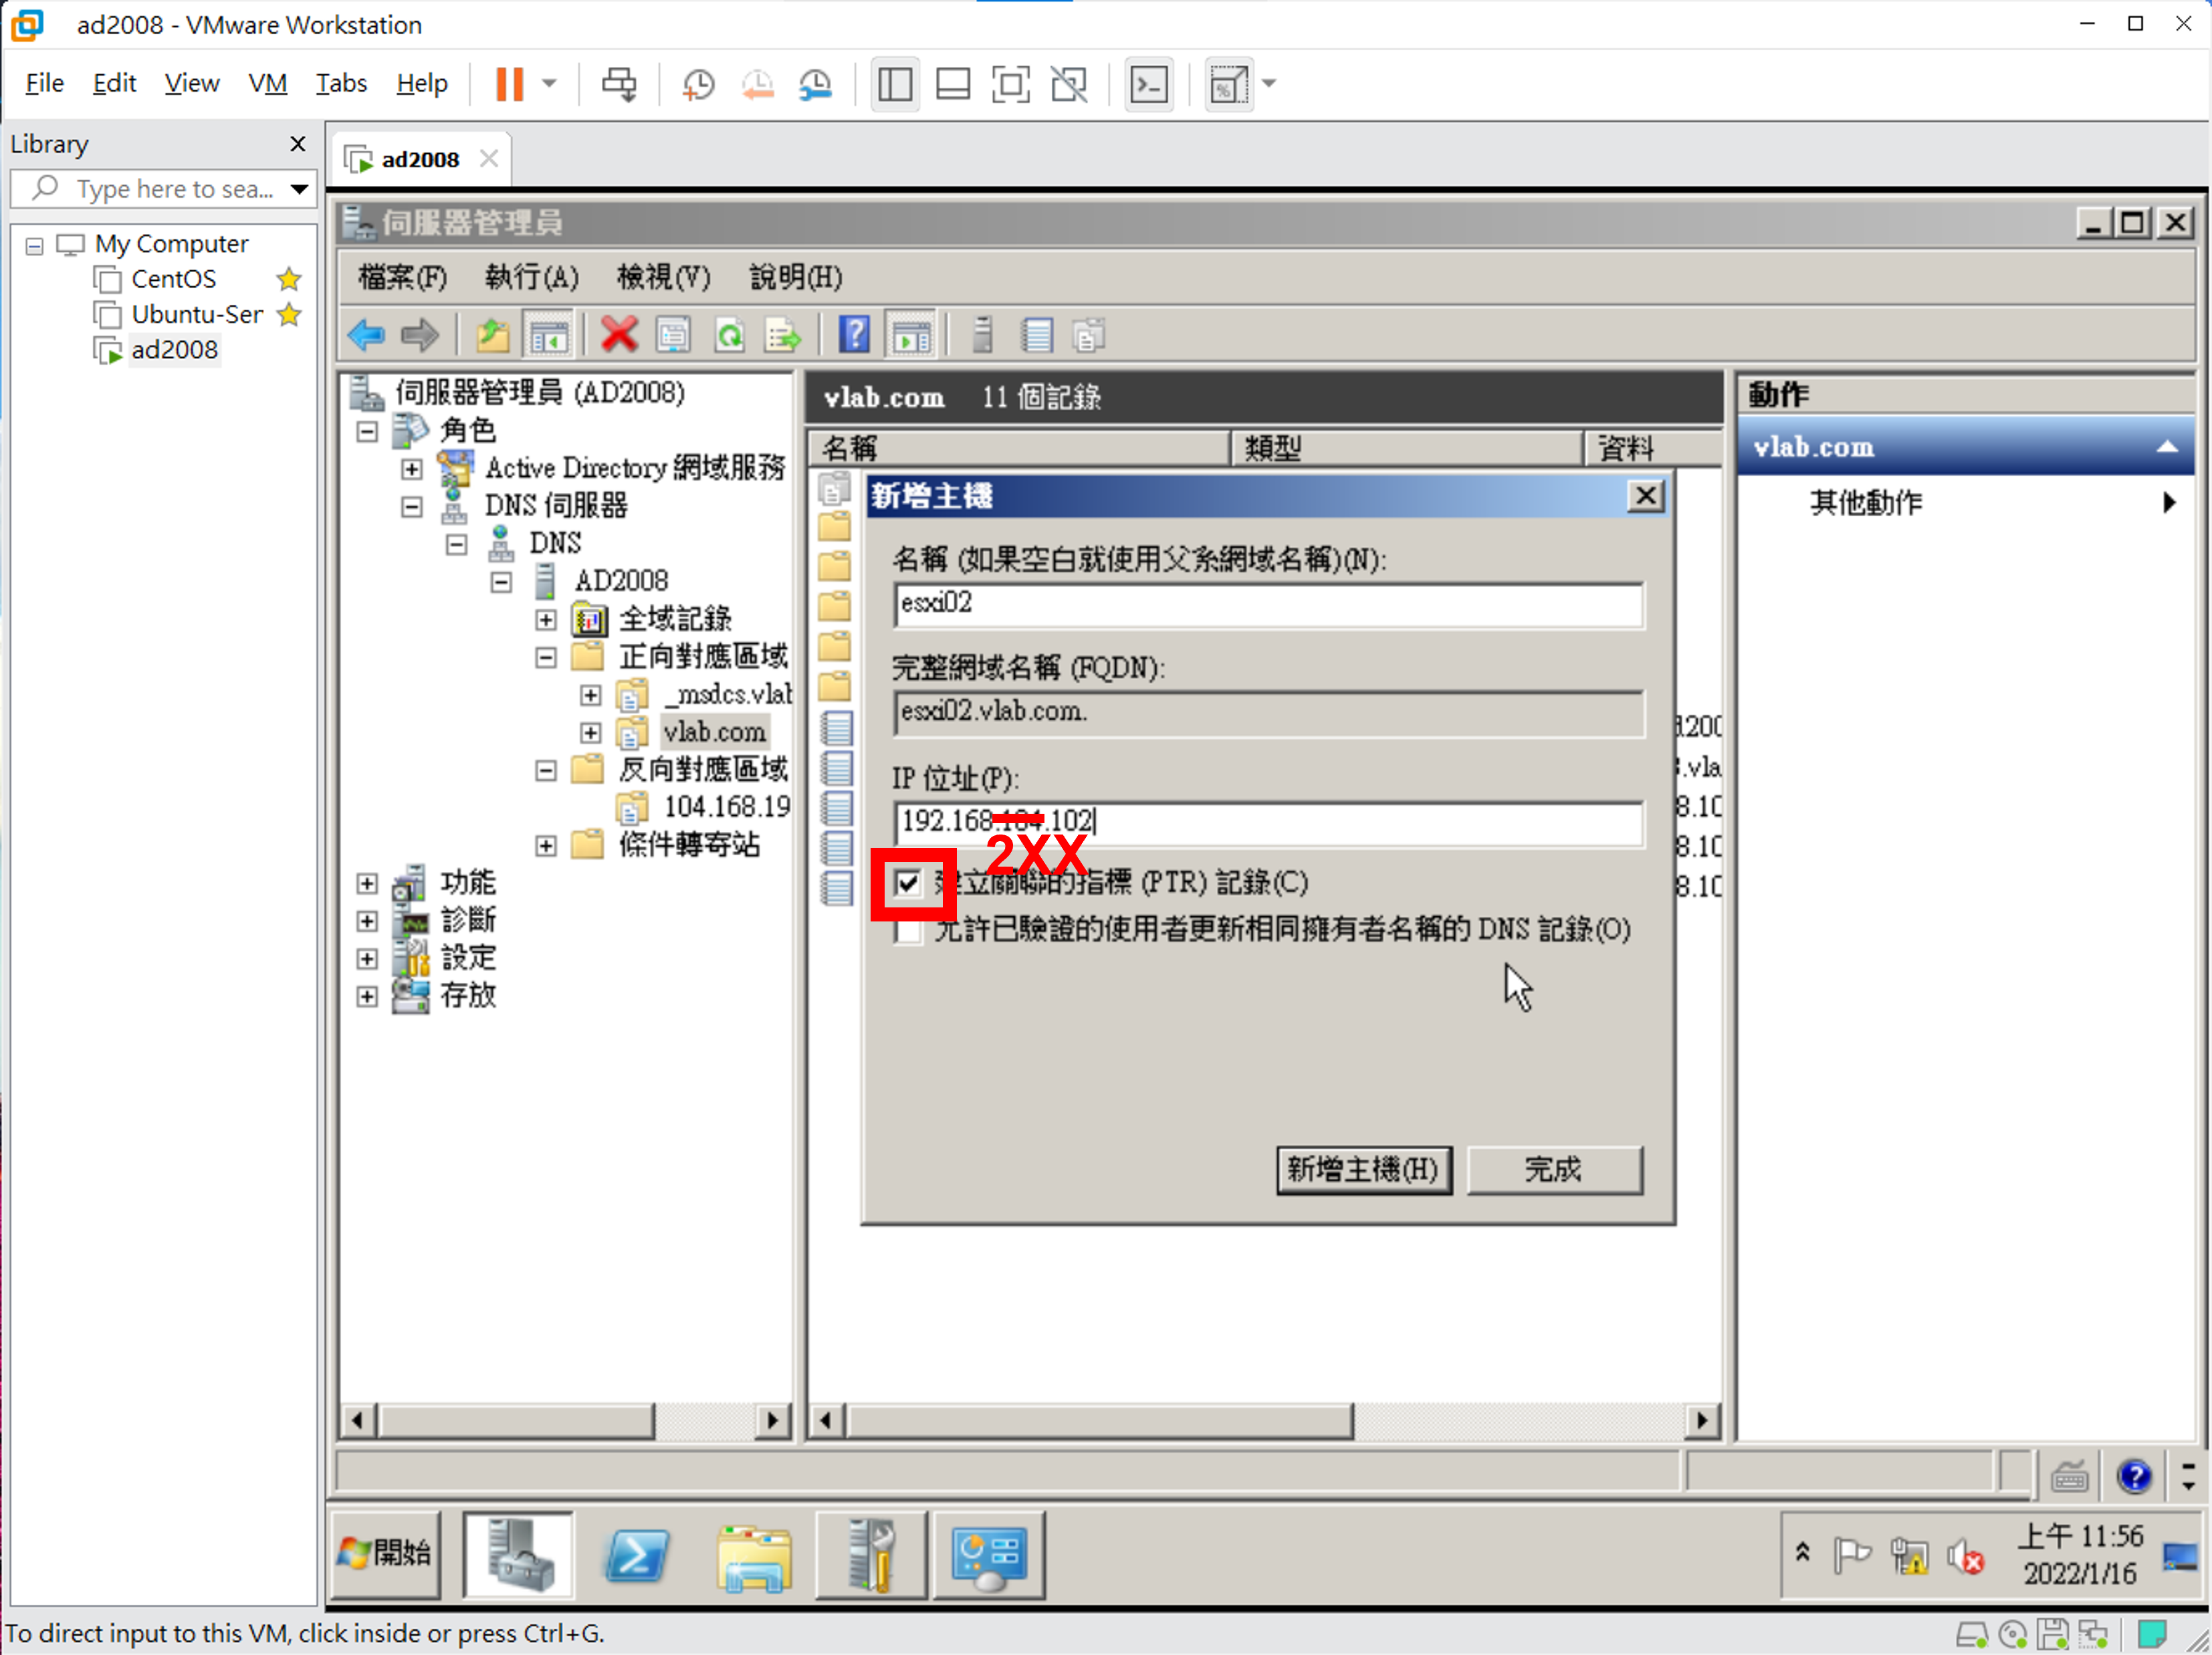 ad2008 - VMware Workstation
File Edit View VM Tabs Help
Library
Type here to sea...
My Computer
CentOS
Ubuntu-Ser
ad2008
ad2008
伺服器管理員
檔案(F) 執行(A) 檢視(V) 說明(H)
伺服器管理員 (AD2008)
角色
Active Directory 網域服務
DNS 伺服器
DNS
AD2008
全域記錄
正向對應區域
_msdcs.vlab
vlab.com
反向對應區域
104.168.19
條件轉寄站
功能
診斷
設定
存放
vlab.com 11 個記錄
名稱 類型 資料
新增主機
名稱 (如果空白就使用父系網域名稱)(N):
esxi02
完整網域名稱 (FQDN):
esxi02.vlab.com.
IP 位址(P):
192.168.104.102
2XX
建立關聯的指標 (PTR) 記錄(C)
允許已驗證的使用者更新相同擁有者名稱的 DNS 記錄(O)
新增主機(H) 完成
d200
.vla
8.10
8.10
8.10
動作
vlab.com
其他動作
開始
上午 11:56
2022/1/16
To direct input to this VM, click inside or press Ctrl+G.